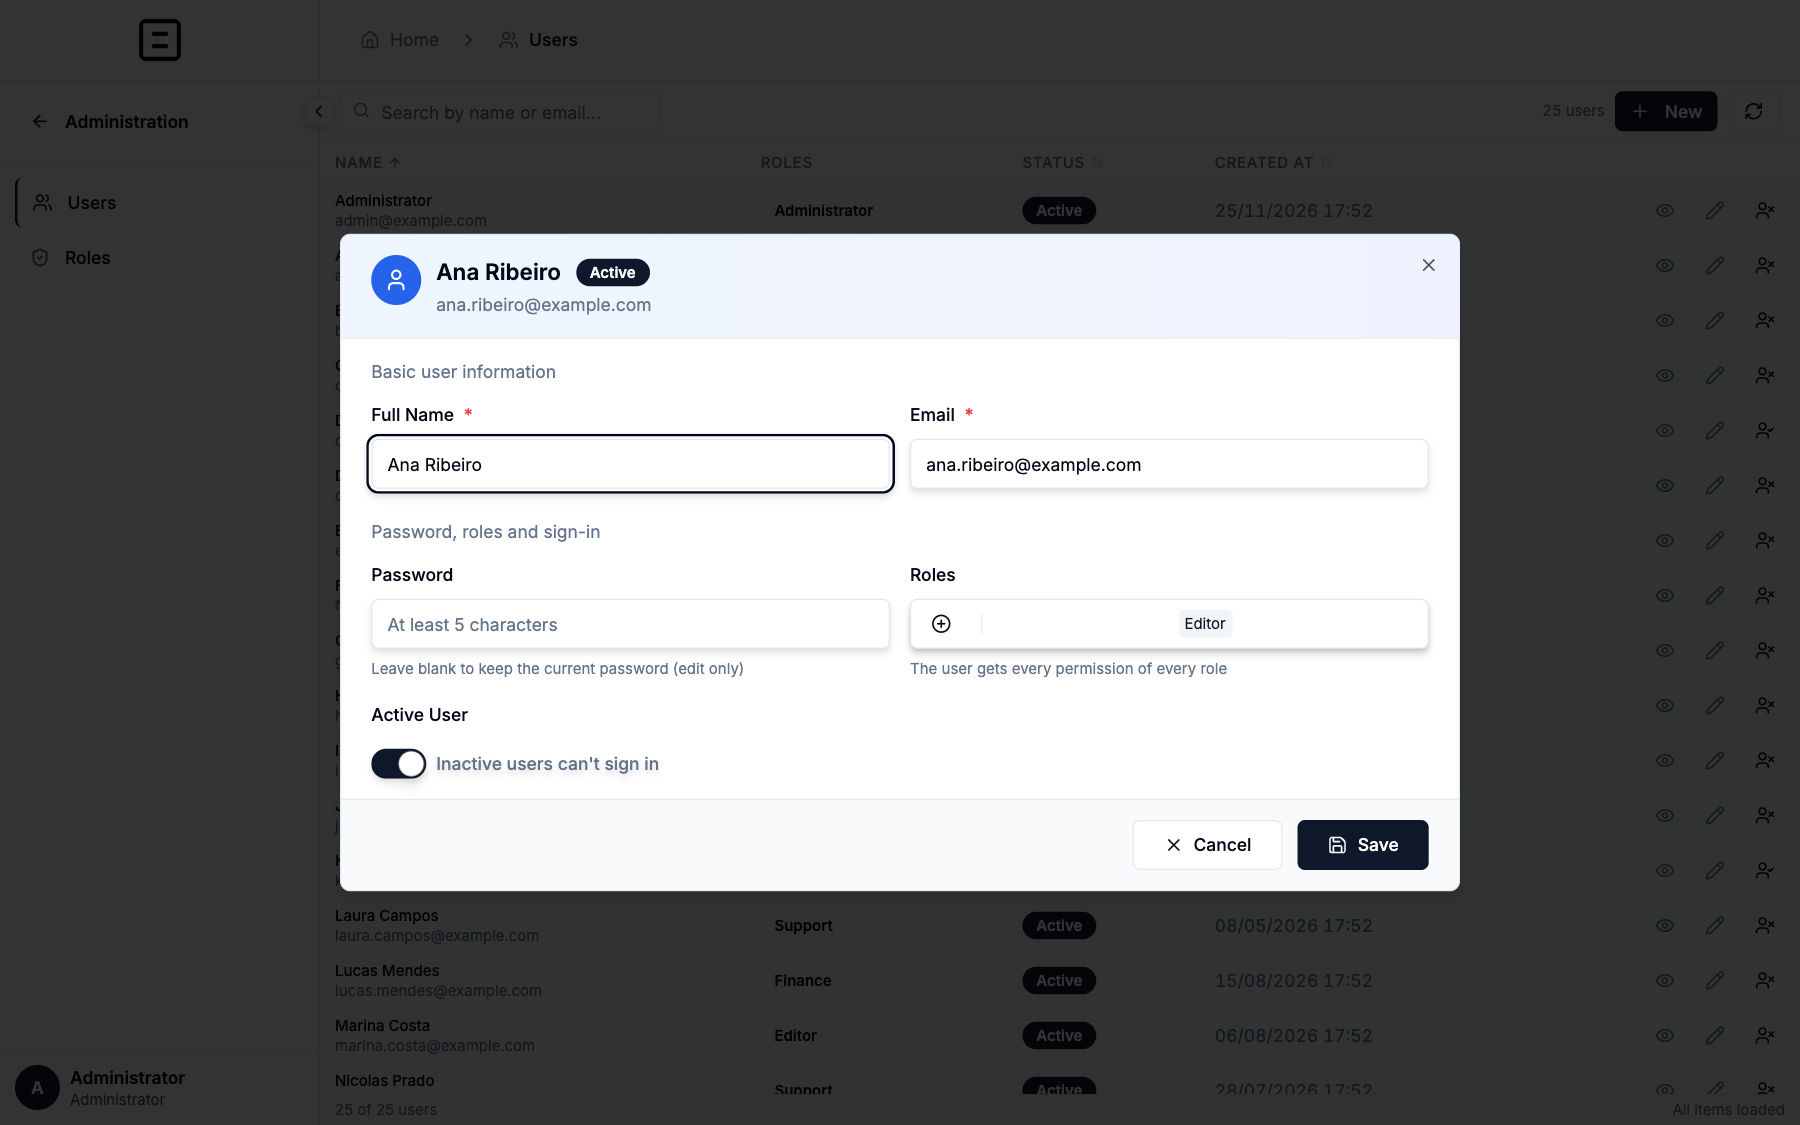 Home
Users
Administration
Search by name or email...
25 users
New
NAME
ROLES
STATUS
CREATED AT
Users
Roles
Administrator
admin@example.com
Administrator
Active
25/11/2026 17:52
Ana Ribeiro
Active
ana.ribeiro@example.com
Basic user information
Full Name *
Email *
Ana Ribeiro
ana.ribeiro@example.com
Password, roles and sign-in
Password
Roles
At least 5 characters
Editor
Leave blank to keep the current password (edit only)
The user gets every permission of every role
Active User
Inactive users can't sign in
Cancel
Save
Laura Campos
laura.campos@example.com
Support
Active
08/05/2026 17:52
Lucas Mendes
lucas.mendes@example.com
Finance
Active
15/08/2026 17:52
Marina Costa
marina.costa@example.com
Editor
Active
06/08/2026 17:52
Nicolas Prado
Support
Active
28/07/2026 17:52
A
Administrator
Administrator
25 of 25 users
All items loaded